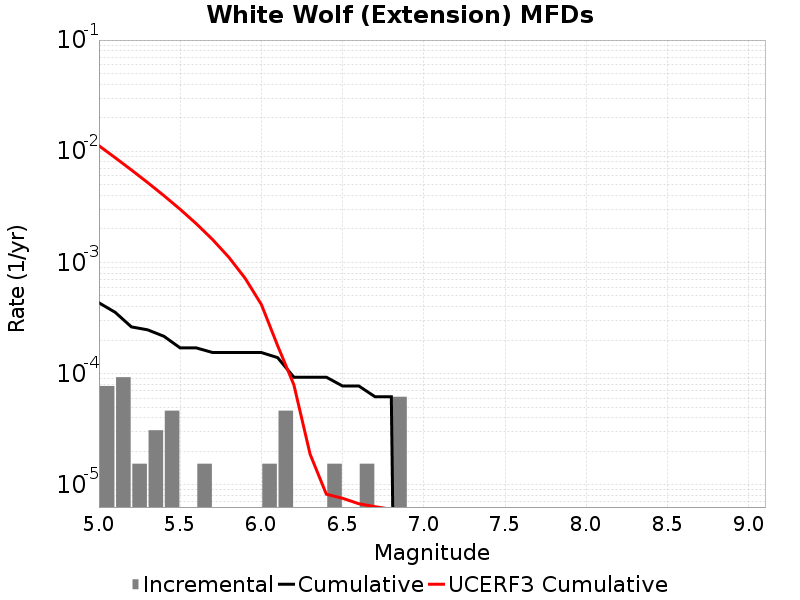 White Wolf (Extension) MFDs
10-1
10-2
10-3
10-4
10-5
Rate (1/yr)
5.0 5.5 6.0 6.5 7.0 7.5 8.0 8.5 9.0
Magnitude
Incremental Cumulative UCERF3 Cumulative